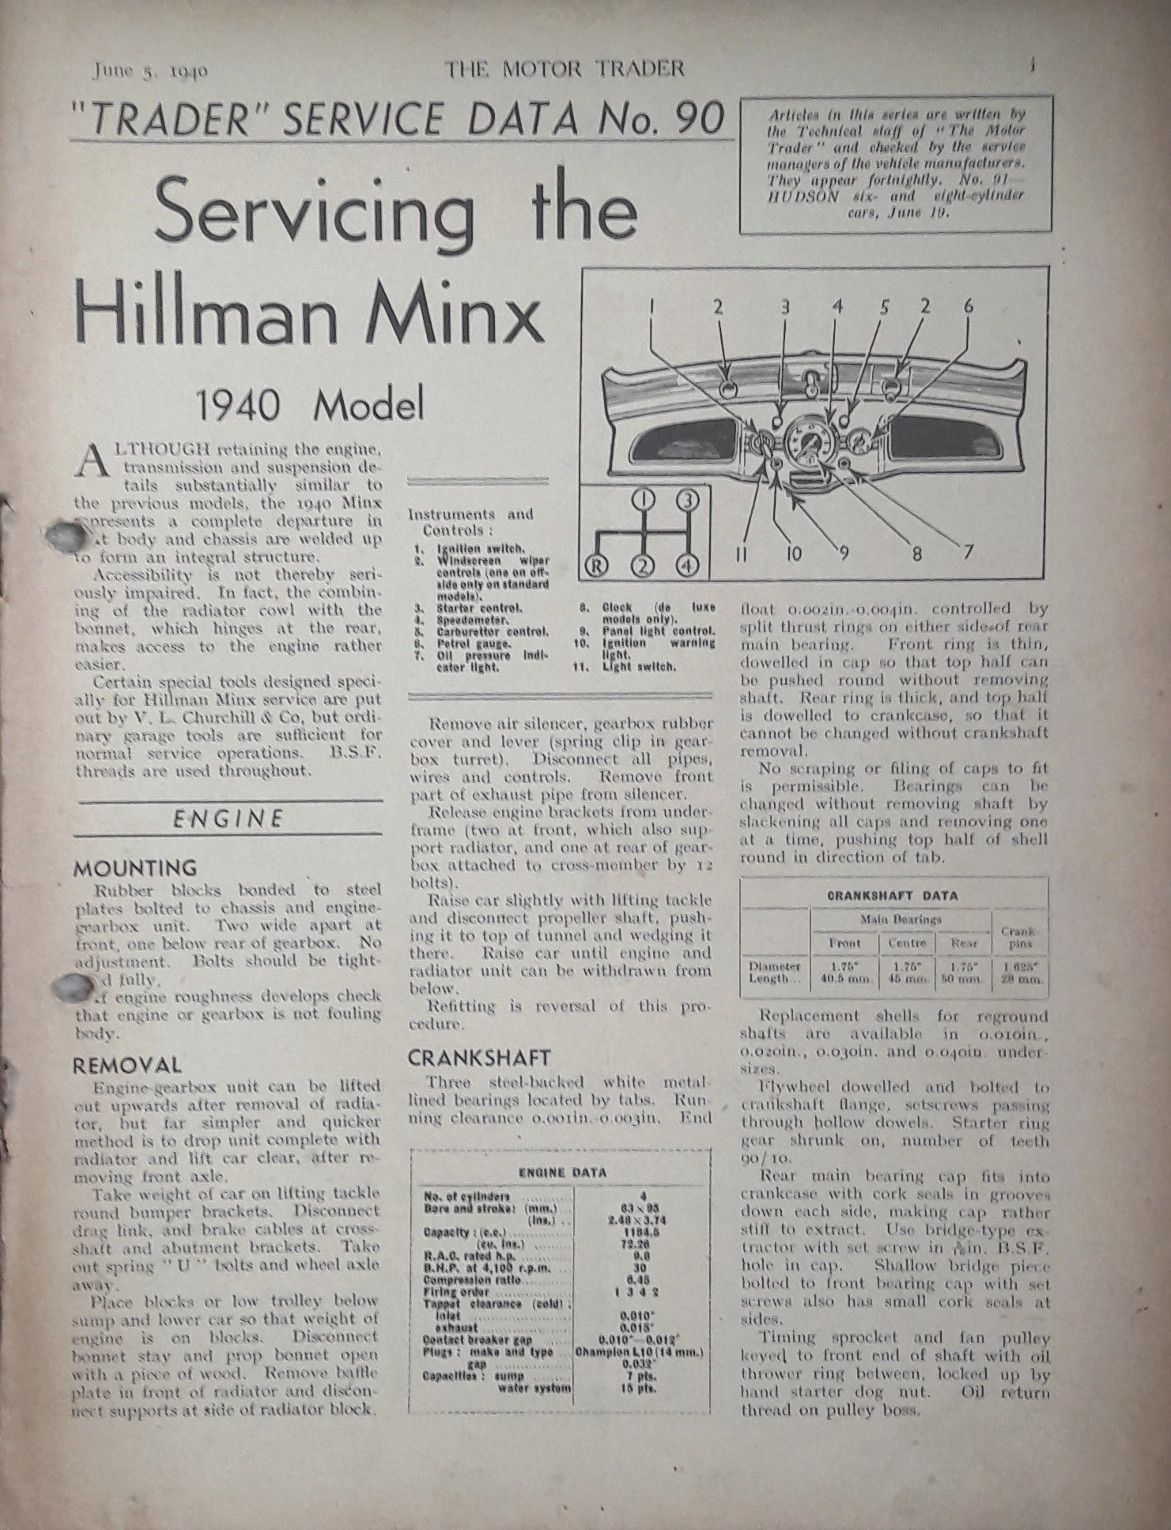 June 5, 1940
THE MOTOR TRADER
i
"TRADER" SERVICE DATA No. 90
Articles in this series are written by
the Technical staff of "The Motor
Trader" and checked by the service
managers of the vehicle manufacturers.
They appear fortnightly. No. 91—
HUDSON six- and eight-cylinder
cars, June 19.
Servicing the
Hillman Minx
1940 Model
1 2 3 4 5 2 6
1 3
R 2 4
11 10 9 8 7
ALTHOUGH retaining the engine,
transmission and suspension de-
tails substantially similar to
the previous models, the 1940 Minx
represents a complete departure in
t body and chassis are welded up
to form an integral structure.
Accessibility is not thereby seri-
ously impaired. In fact, the combin-
ing of the radiator cowl with the
bonnet, which hinges at the rear,
makes access to the engine rather
easier.
Certain special tools designed speci-
ally for Hillman Minx service are put
out by V. L. Churchill & Co, but ordi-
nary garage tools are sufficient for
normal service operations. B.S.F.
threads are used throughout.
ENGINE
MOUNTING
Rubber blocks bonded to steel
plates bolted to chassis and engine-
gearbox unit. Two wide apart at
front, one below rear of gearbox. No
adjustment. Bolts should be tight-
d fully.
If engine roughness develops check
that engine or gearbox is not fouling
body.
REMOVAL
Engine-gearbox unit can be lifted
out upwards after removal of radia-
tor, but far simpler and quicker
method is to drop unit complete with
radiator and lift car clear, after re-
moving front axle.
Take weight of car on lifting tackle
round bumper brackets. Disconnect
drag link, and brake cables at cross-
shaft and abutment brackets. Take
out spring "U" bolts and wheel axle
away.
Place blocks or low trolley below
sump and lower car so that weight of
engine is on blocks. Disconnect
bonnet stay and prop bonnet open
with a piece of wood. Remove baffle
plate in front of radiator and discon-
nect supports at side of radiator block.
Instruments and
Controls :
1. Ignition switch.
2. Windscreen wiper
controls (one on off-
side only on standard
models).
3. Starter control.
4. Speedometer.
5. Carburettor control.
6. Petrol gauge.
7. Oil pressure indi-
cator light.
8. Clock (de luxe
models only).
9. Panel light control.
10. Ignition warning
light.
11. Light switch.
Remove air silencer, gearbox rubber
cover and lever (spring clip in gear-
box turret). Disconnect all pipes,
wires and controls. Remove front
part of exhaust pipe from silencer.
Release engine brackets from under-
frame (two at front, which also sup-
port radiator, and one at rear of gear-
box attached to cross-member by 12
bolts).
Raise car slightly with lifting tackle
and disconnect propeller shaft, push-
ing it to top of tunnel and wedging it
there. Raise car until engine and
radiator unit can be withdrawn from
below.
Refitting is reversal of this pro-
cedure.
CRANKSHAFT
Three steel-backed white metal-
lined bearings located by tabs. Run-
ning clearance 0.001in.-0.003in. End
ENGINE DATA
No. of cylinders 4
Bore and stroke: (mm.) 63 × 95
(ins.) 2.48 × 3.74
Capacity : (c.c.) 1184.5
(cu. ins.) 72.26
R.A.C. rated h.p. 9.8
B.H.P. at 4,100 r.p.m. 30
Compression ratio 6.45
Firing order 1 3 4 2
Tappet clearance (cold) :
inlet 0.010"
exhaust 0.015"
Contact breaker gap 0.010"—0.012"
Plugs : make and type Champion L10 (14 mm.)
gap 0.032"
Capacities : sump 7 pts.
water system 15 pts.
float 0.002in.-0.004in. controlled by
split thrust rings on either side of rear
main bearing. Front ring is thin,
dowelled in cap so that top half can
be pushed round without removing
shaft. Rear ring is thick, and top half
is dowelled to crankcase, so that it
cannot be changed without crankshaft
removal.
No scraping or filing of caps to fit
is permissible. Bearings can be
changed without removing shaft by
slackening all caps and removing one
at a time, pushing top half of shell
round in direction of tab.
CRANKSHAFT DATA
Main Bearings
Crank
pins
Front Centre Rear
Diameter 1.75" 1.75" 1.75" 1.625"
Length... 40.5 mm. 45 mm. 50 mm. 28 mm.
Replacement shells for reground
shafts are available in 0.010in.,
0.020in., 0.030in. and 0.040in. under-
sizes.
Flywheel dowelled and bolted to
crankshaft flange, setscrews passing
through hollow dowels. Starter ring
gear shrunk on, number of teeth
90/10.
Rear main bearing cap fits into
crankcase with cork seals in grooves
down each side, making cap rather
stiff to extract. Use bridge-type ex-
tractor with set screw in in. B.S.F.
hole in cap. Shallow bridge piece
bolted to front bearing cap with set
screws also has small cork seals at
sides.
Timing sprocket and fan pulley
keyed to front end of shaft with oil
thrower ring between, locked up by
hand starter dog nut. Oil return
thread on pulley boss.